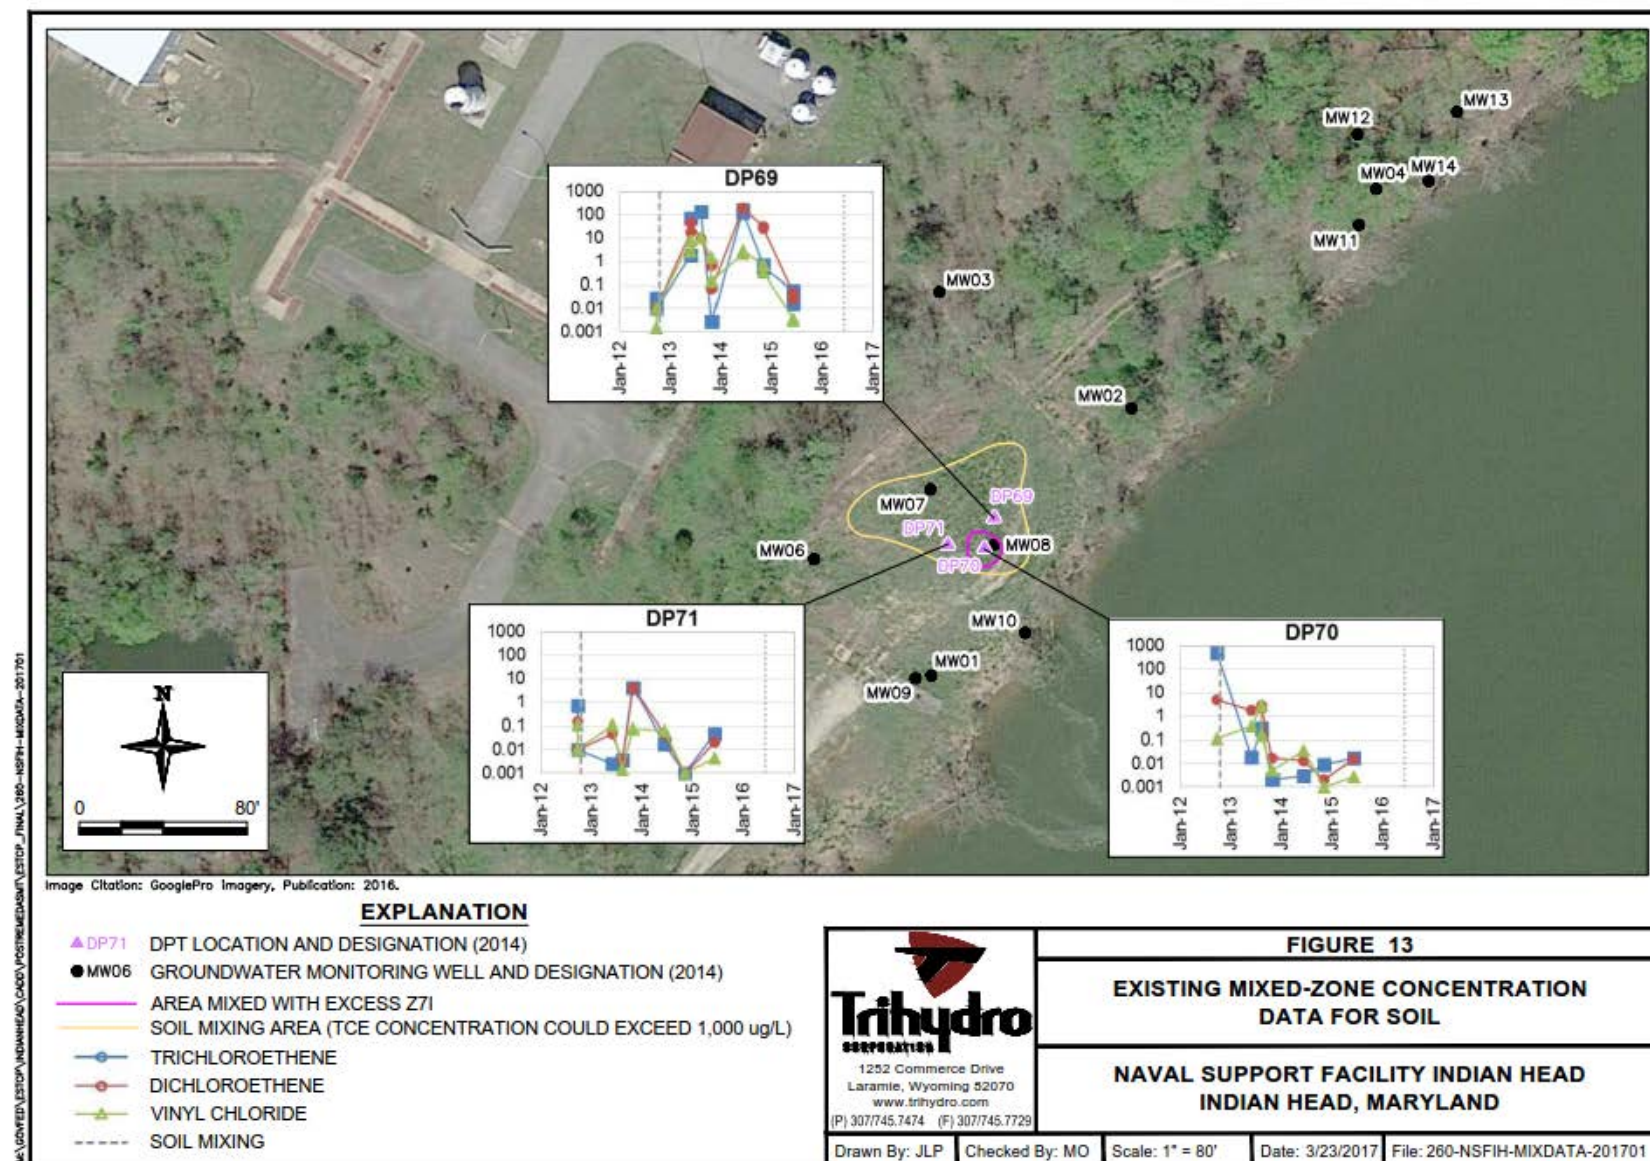 DP69
1000
100
10
1
0.1
0.01
0.001
Jan-12
Jan-13
Jan-14
Jan-15
Jan-16
Jan-17
MW13
MW12
MW04
MW14
MW11
MW03
MW02
MW07
DP69
DP71
MW08
DP70
MW06
MW10
MW01
MW09
DP71
1000
100
10
1
0.1
0.01
0.001
Jan-12
Jan-13
Jan-14
Jan-15
Jan-16
Jan-17
DP70
1000
100
10
1
0.1
0.01
0.001
Jan-12
Jan-13
Jan-14
Jan-15
Jan-16
Jan-17
N
0 80'
Image Citation: GooglePro Imagery, Publication: 2016.
EXPLANATION
DP71 DPT LOCATION AND DESIGNATION (2014)
MW06 GROUNDWATER MONITORING WELL AND DESIGNATION (2014)
AREA MIXED WITH EXCESS Z7I
SOIL MIXING AREA (TCE CONCENTRATION COULD EXCEED 1,000 ug/L)
TRICHLOROETHENE
DICHLOROETHENE
VINYL CHLORIDE
SOIL MIXING
Trihydro
CORPORATION
1252 Commerce Drive
Laramie, Wyoming 52070
www.trihydro.com
(P) 307/745.7474 (F) 307/745.7729
FIGURE 13
EXISTING MIXED-ZONE CONCENTRATION
DATA FOR SOIL
NAVAL SUPPORT FACILITY INDIAN HEAD
INDIAN HEAD, MARYLAND
Drawn By: JLP Checked By: MO Scale: 1" = 80' Date: 3/23/2017 File: 260-NSFIH-MIXDATA-201701